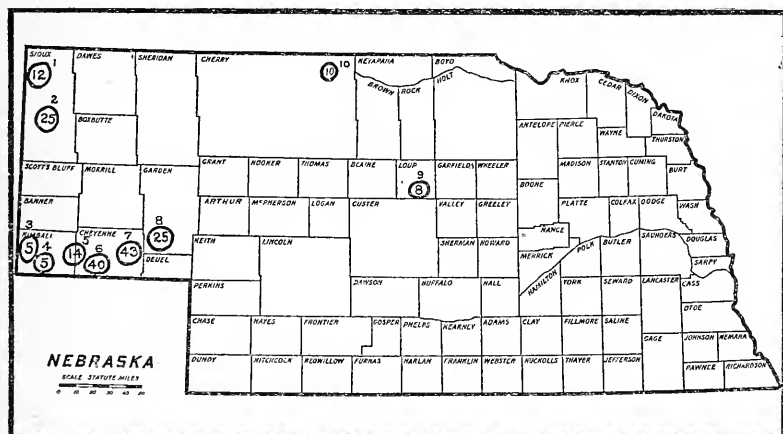 SIOUX DAWES SHERIDAN CHERRY 10 10 KEYAPAHA BOYD
1
12
BROWN ROCK HOLT KNOX CEDAR DIXON DAKOTA
2
25
BOXBUTTE ANTELOPE PIERCE WAYNE THURSTON
SCOTTS BLUFF MORRILL GARDEN GRANT HOOKER THOMAS BLAINE LOUP GARFIELD WHEELER MADISON STANTON CUMING BURT
9
8
BOONE
BANNER ARTHUR McPHERSON LOGAN CUSTER VALLEY GREELEY PLATTE COLFAX DODGE WASH
3
KIMBALL CHEYENNE 8 NANCE
5 4 5 6 7 25 KEITH LINCOLN SHERMAN HOWARD MERRICK POLK BUTLER SAUNDERS DOUGLAS
5 14 40 43 DEUEL SARPY
PERKINS DAWSON BUFFALO HALL HAMILTON YORK SEWARD LANCASTER CASS
OTOE
CHASE HAYES FRONTIER GOSPER PHELPS KEARNEY ADAMS CLAY FILLMORE SALINE
GAGE JOHNSON NEMAHA
NEBRASKA
SCALE STATUTE MILES
DUNDY HITCHCOCK REDWILLOW FURNAS HARLAN FRANKLIN WEBSTER NUCKOLLS THAYER JEFFERSON PAWNEE RICHARDSON